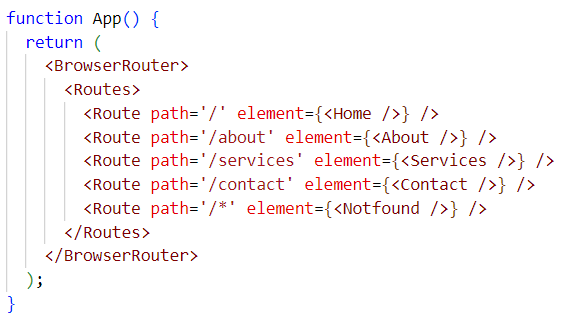 function App() {
  return (
    <BrowserRouter>
      <Routes>
        <Route path='/' element={<Home />} />
        <Route path='/about' element={<About />} />
        <Route path='/services' element={<Services />} />
        <Route path='/contact' element={<Contact />} />
        <Route path='/*' element={<Notfound />} />
      </Routes>
    </BrowserRouter>
  );
}